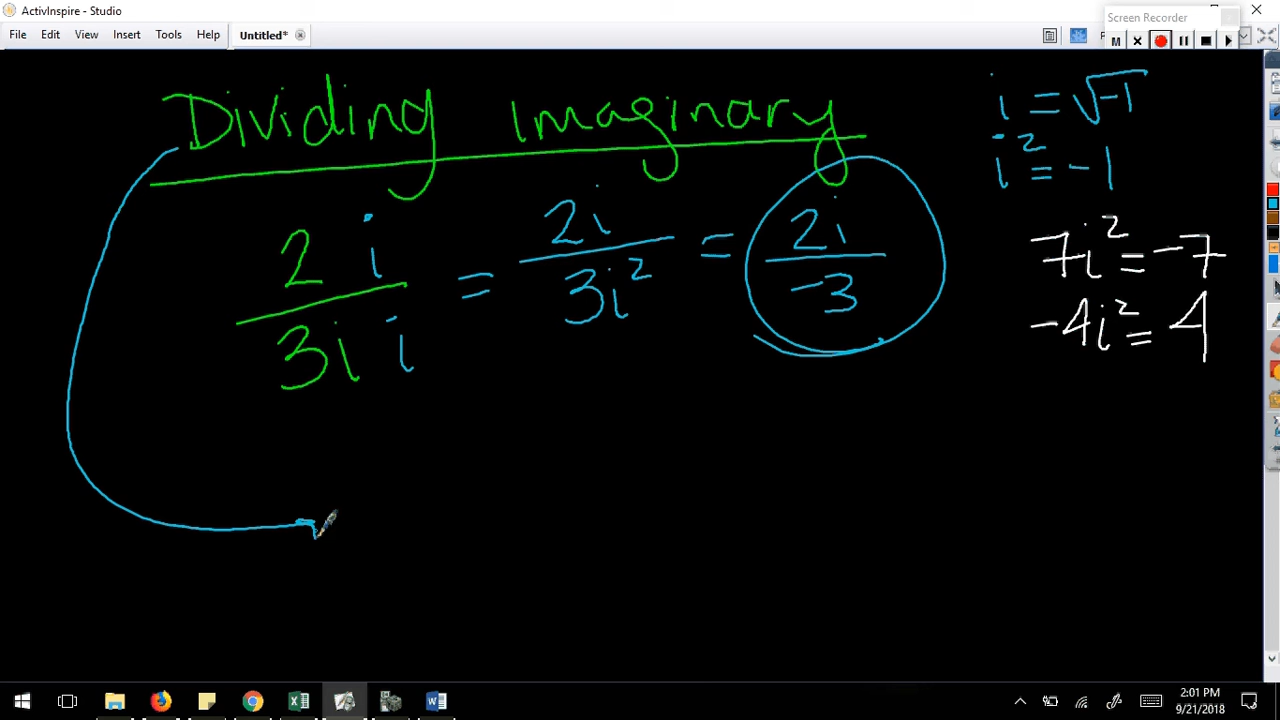 ActivInspire - Studio
Screen Recorder
File Edit View Insert Tools Help Untitled*
M
Dividing Imaginary
i = √-1
i² = -1
2 i / 3i i = 2i / 3i² = 2i / -3
7i² = -7
-4i² = 4
2:01 PM
9/21/2018